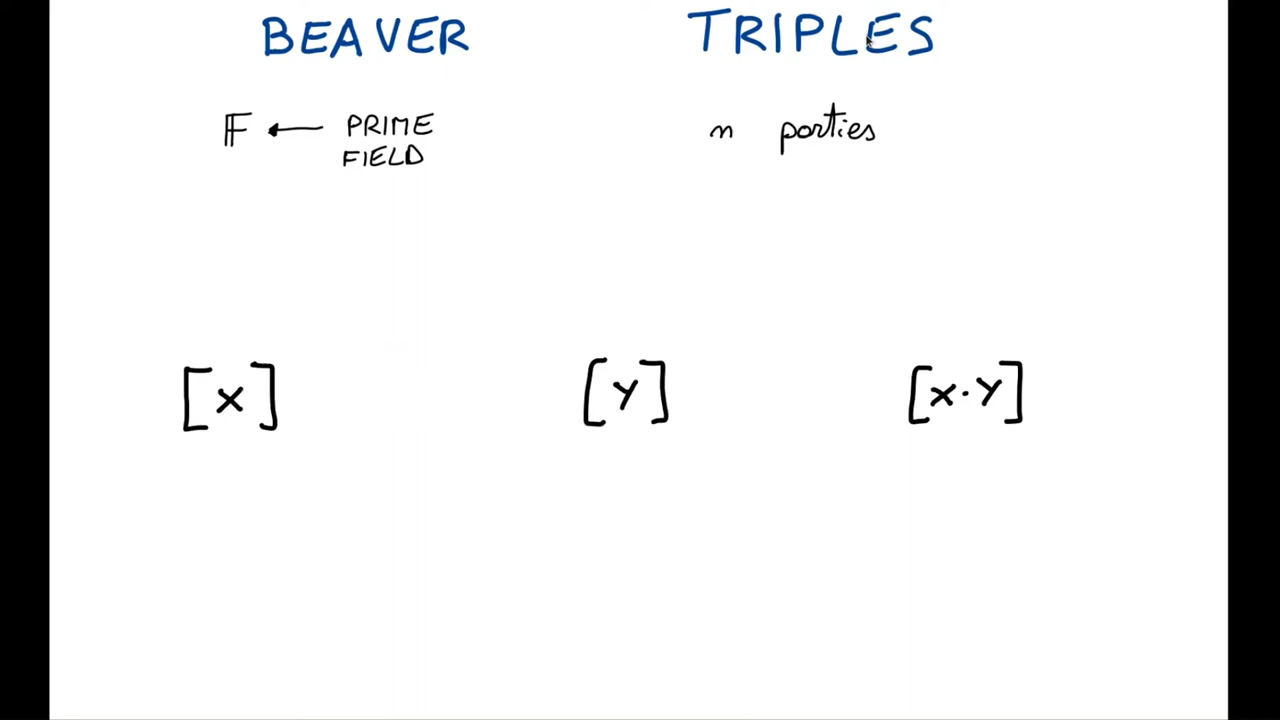 BEAVER TRIPLES
𝔽 ← PRIME FIELD
n parties
[x] [y] [x·y]